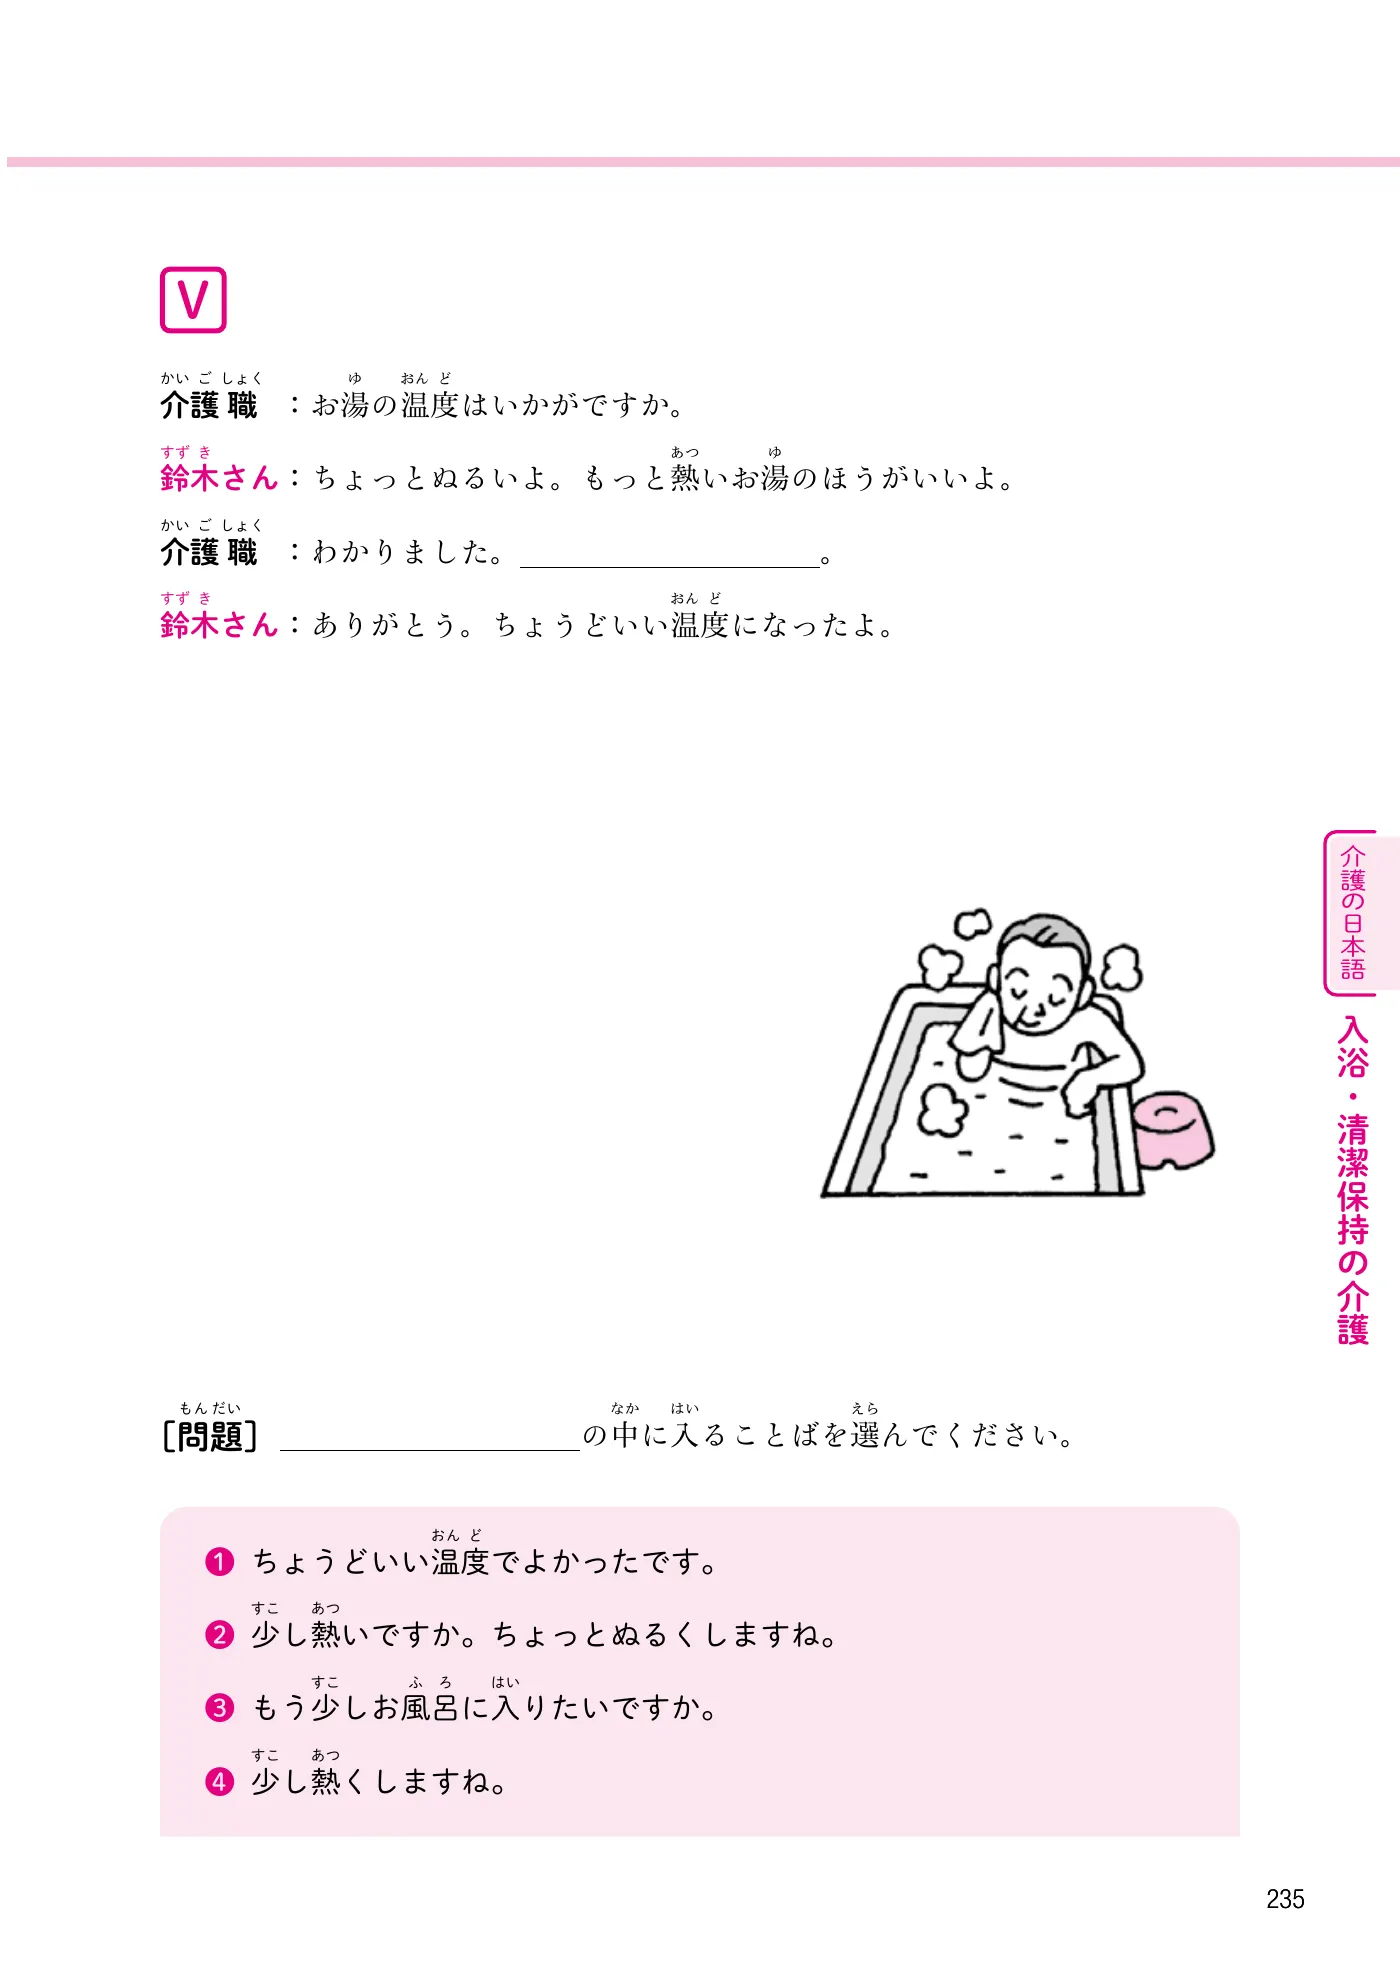 V
介護職：お湯の温度はいかがですか。
鈴木さん：ちょっとぬるいよ。もっと熱いお湯のほうがいいよ。
介護職：わかりました。＿＿＿＿＿＿＿＿＿＿。
鈴木さん：ありがとう。ちょうどいい温度になったよ。
介護の日本語
入浴・清潔保持の介護
［問題］＿＿＿＿＿＿＿＿＿＿の中に入ることばを選んでください。
❶ ちょうどいい温度でよかったです。
❷ 少し熱いですか。ちょっとぬるくしますね。
❸ もう少しお風呂に入りたいですか。
❹ 少し熱くしますね。
235